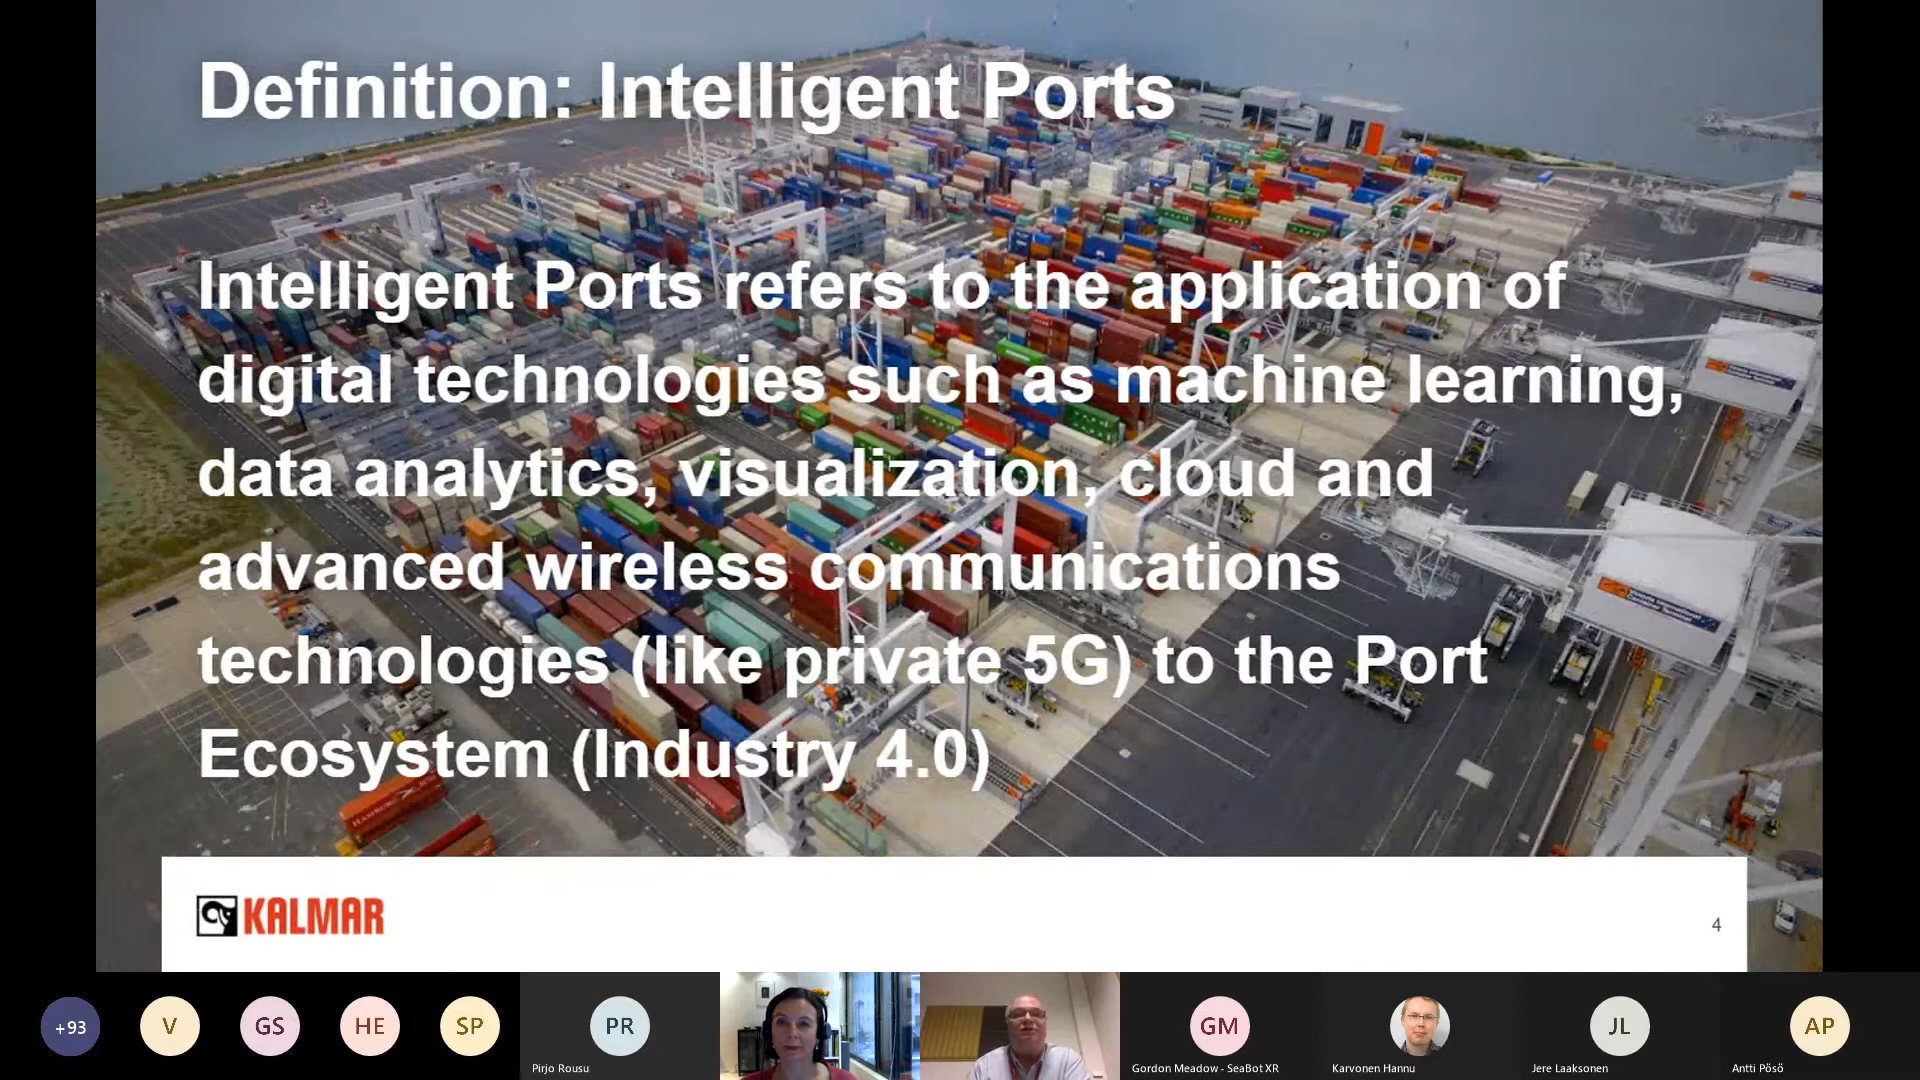 Definition: Intelligent Ports
Intelligent Ports refers to the application of
digital technologies such as machine learning,
data analytics, visualization, cloud and
advanced wireless communications
technologies (like private 5G) to the Port
Ecosystem (Industry 4.0)
KALMAR
4
+93
V
GS
HE
SP
PR
GM
JL
AP
Pirjo Rousu
Gordon Meadow - SeaBot XR
Karvonen Hannu
Jere Laaksonen
Antti Pösö